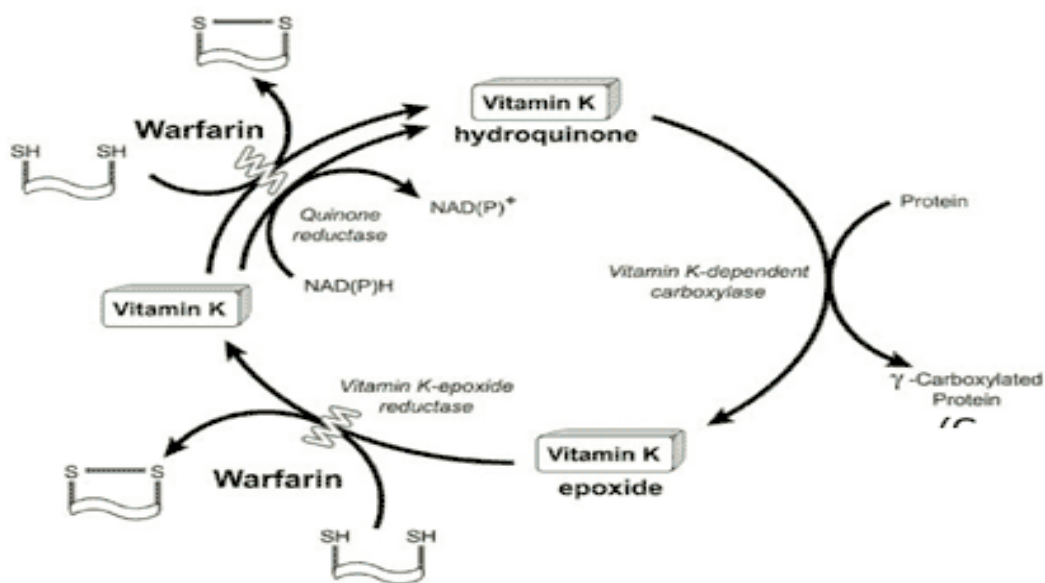 S S
Warfarin
SH SH
Vitamin K
hydroquinone
Quinone
reductase
NAD(P)⁺
NAD(P)H
Protein
Vitamin K-dependent
carboxylase
Vitamin K
γ -Carboxylated
Protein
Vitamin K-epoxide
reductase
S S
Warfarin
SH SH
Vitamin K
epoxide